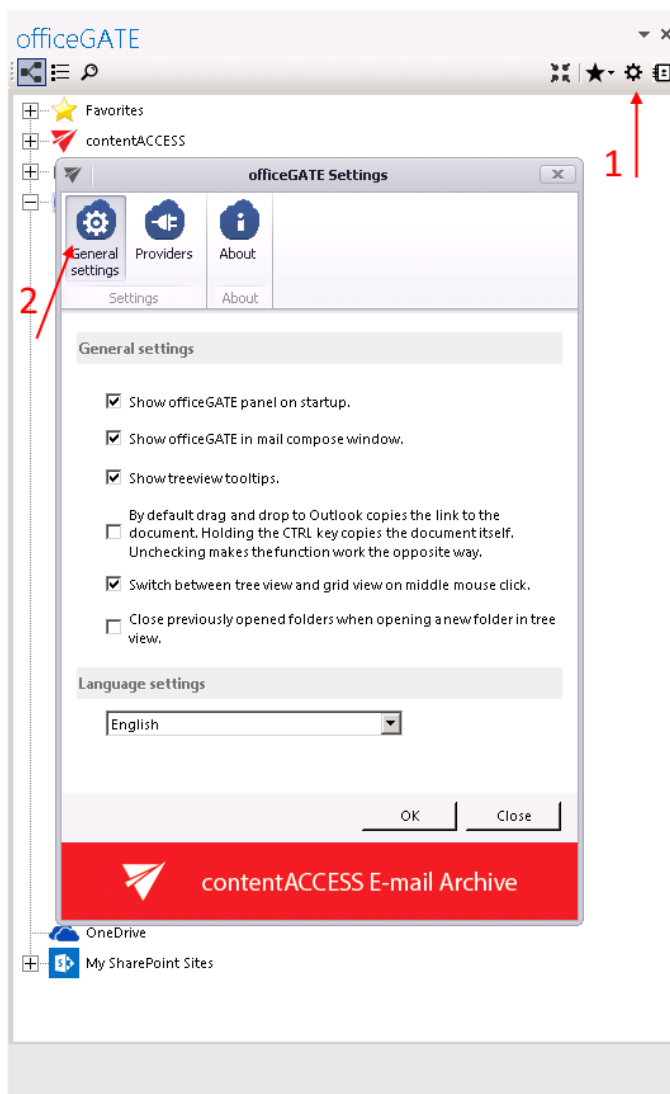 officeGATE
Favorites
contentACCESS
1
officeGATE Settings
General
settings
Providers
About
2
Settings
About
General settings
Show officeGATE panel on startup.
Show officeGATE in mail compose window.
Show treeview tooltips.
By default drag and drop to Outlook copies the link to the
document. Holding the CTRL key copies the document itself.
Unchecking makes the function work the opposite way.
Switch between tree view and grid view on middle mouse click.
Close previously opened folders when opening a new folder in tree
view.
Language settings
English
OK
Close
contentACCESS E-mail Archive
OneDrive
My SharePoint Sites